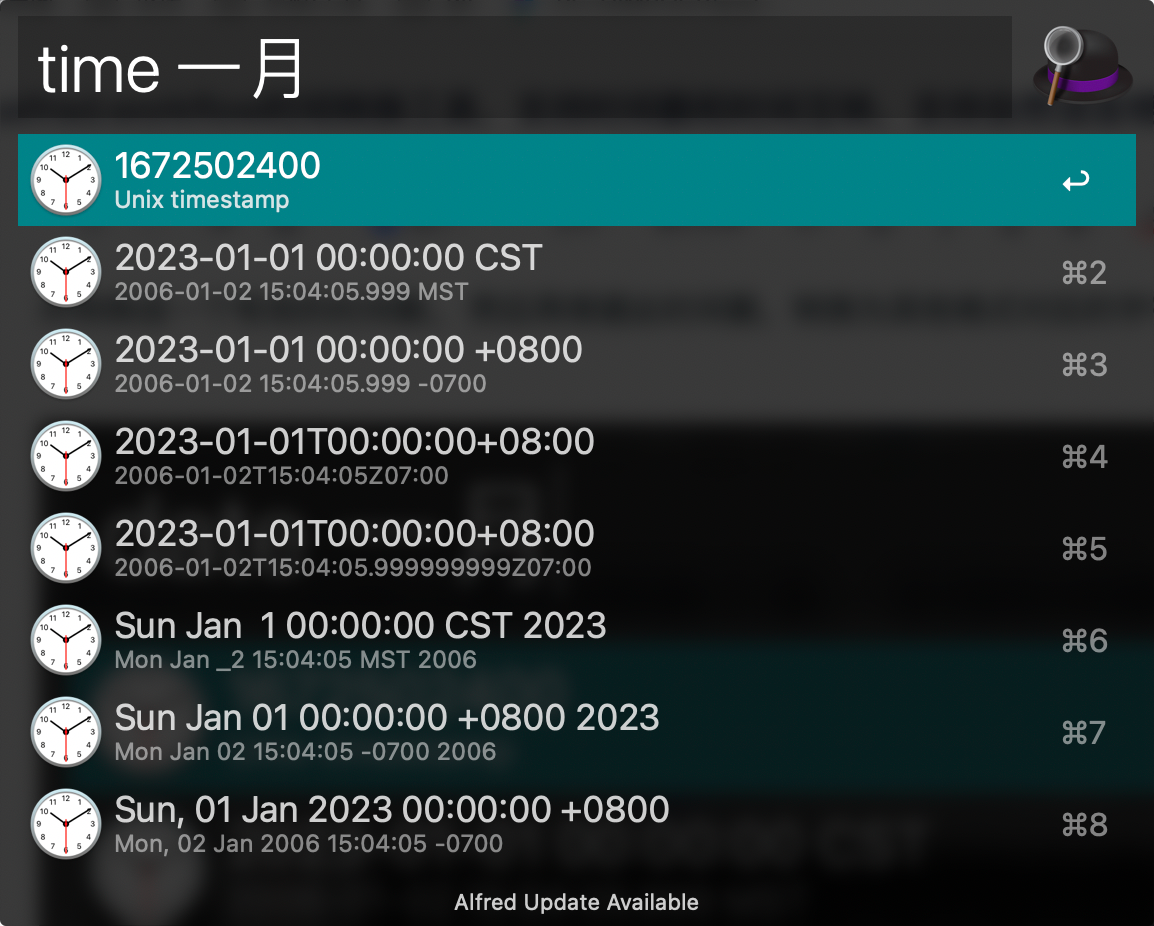 time 一月
1672502400
Unix timestamp
2023-01-01 00:00:00 CST
2006-01-02 15:04:05.999 MST
⌘2
2023-01-01 00:00:00 +0800
2006-01-02 15:04:05.999 -0700
⌘3
2023-01-01T00:00:00+08:00
2006-01-02T15:04:05Z07:00
⌘4
2023-01-01T00:00:00+08:00
2006-01-02T15:04:05.999999999Z07:00
⌘5
Sun Jan  1 00:00:00 CST 2023
Mon Jan _2 15:04:05 MST 2006
⌘6
Sun Jan 01 00:00:00 +0800 2023
Mon Jan 02 15:04:05 -0700 2006
⌘7
Sun, 01 Jan 2023 00:00:00 +0800
Mon, 02 Jan 2006 15:04:05 -0700
⌘8
Alfred Update Available